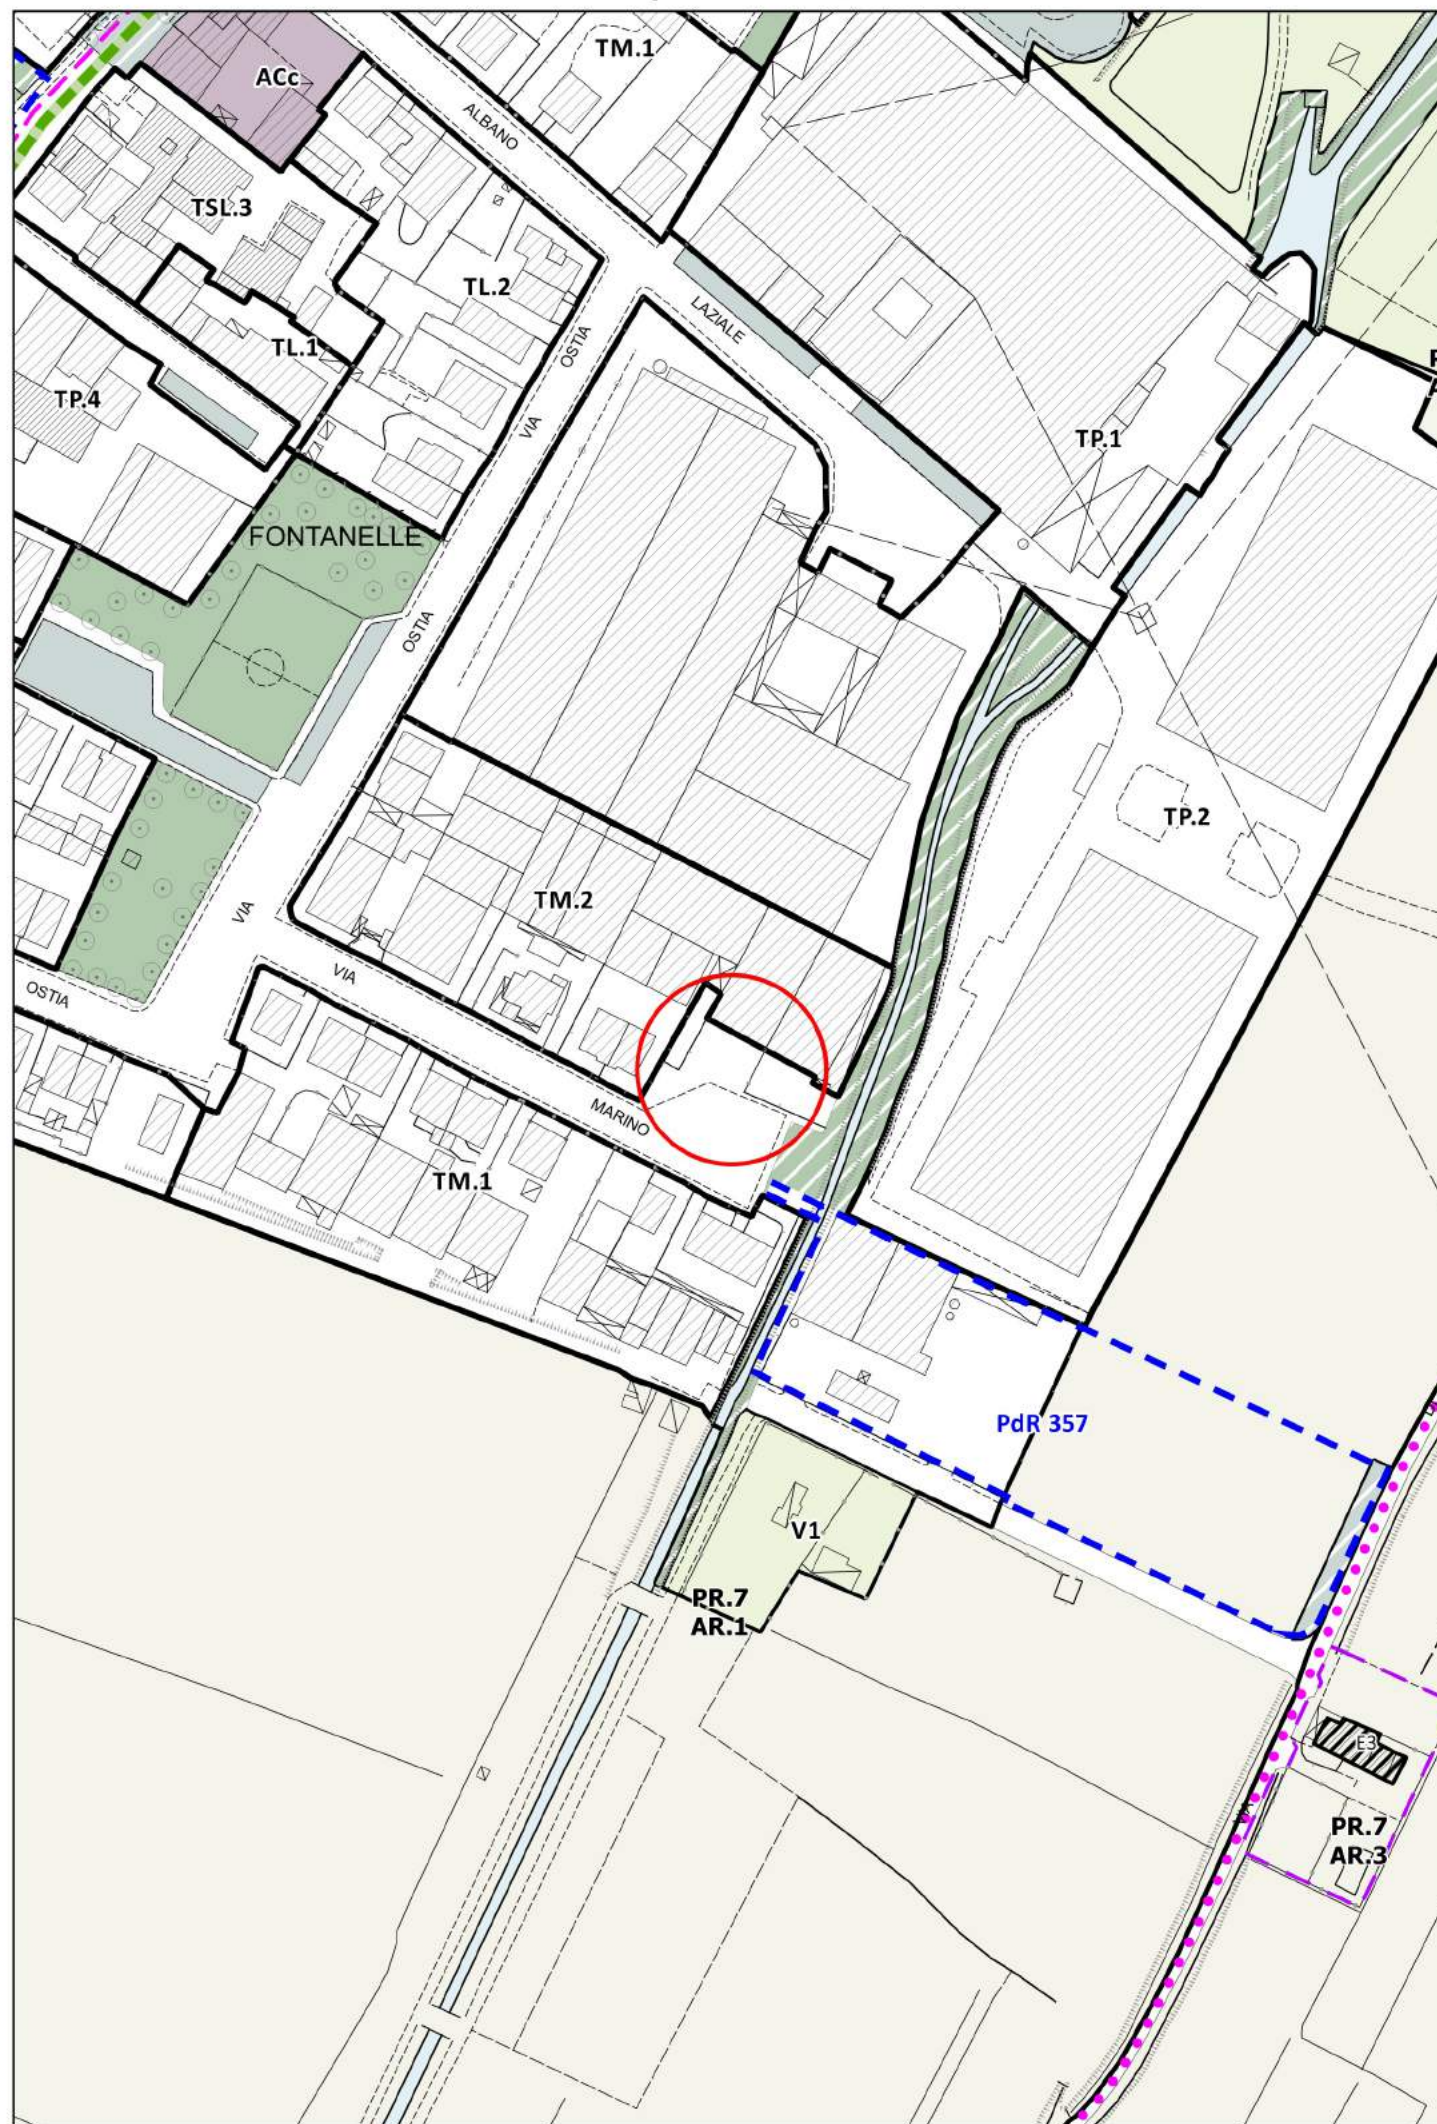 TM.1
ACc
ALBANO
TSL.3
TL.2
LAZIALE
OSTIA
TL.1
TP.4
VIA
TP.1
FONTANELLE
OSTIA
TP.2
TM.2
VIA
VIA
OSTIA
MARINO
TM.1
PdR 357
V1
PR.7
AR.1
E3
PR.7
AR.3